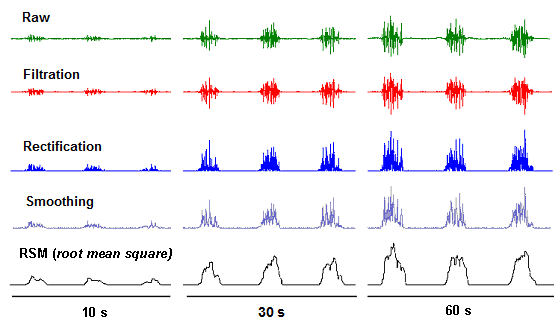 Raw
Filtration
Rectification
Smoothing
RSM (root mean square)
10 s 30 s 60 s